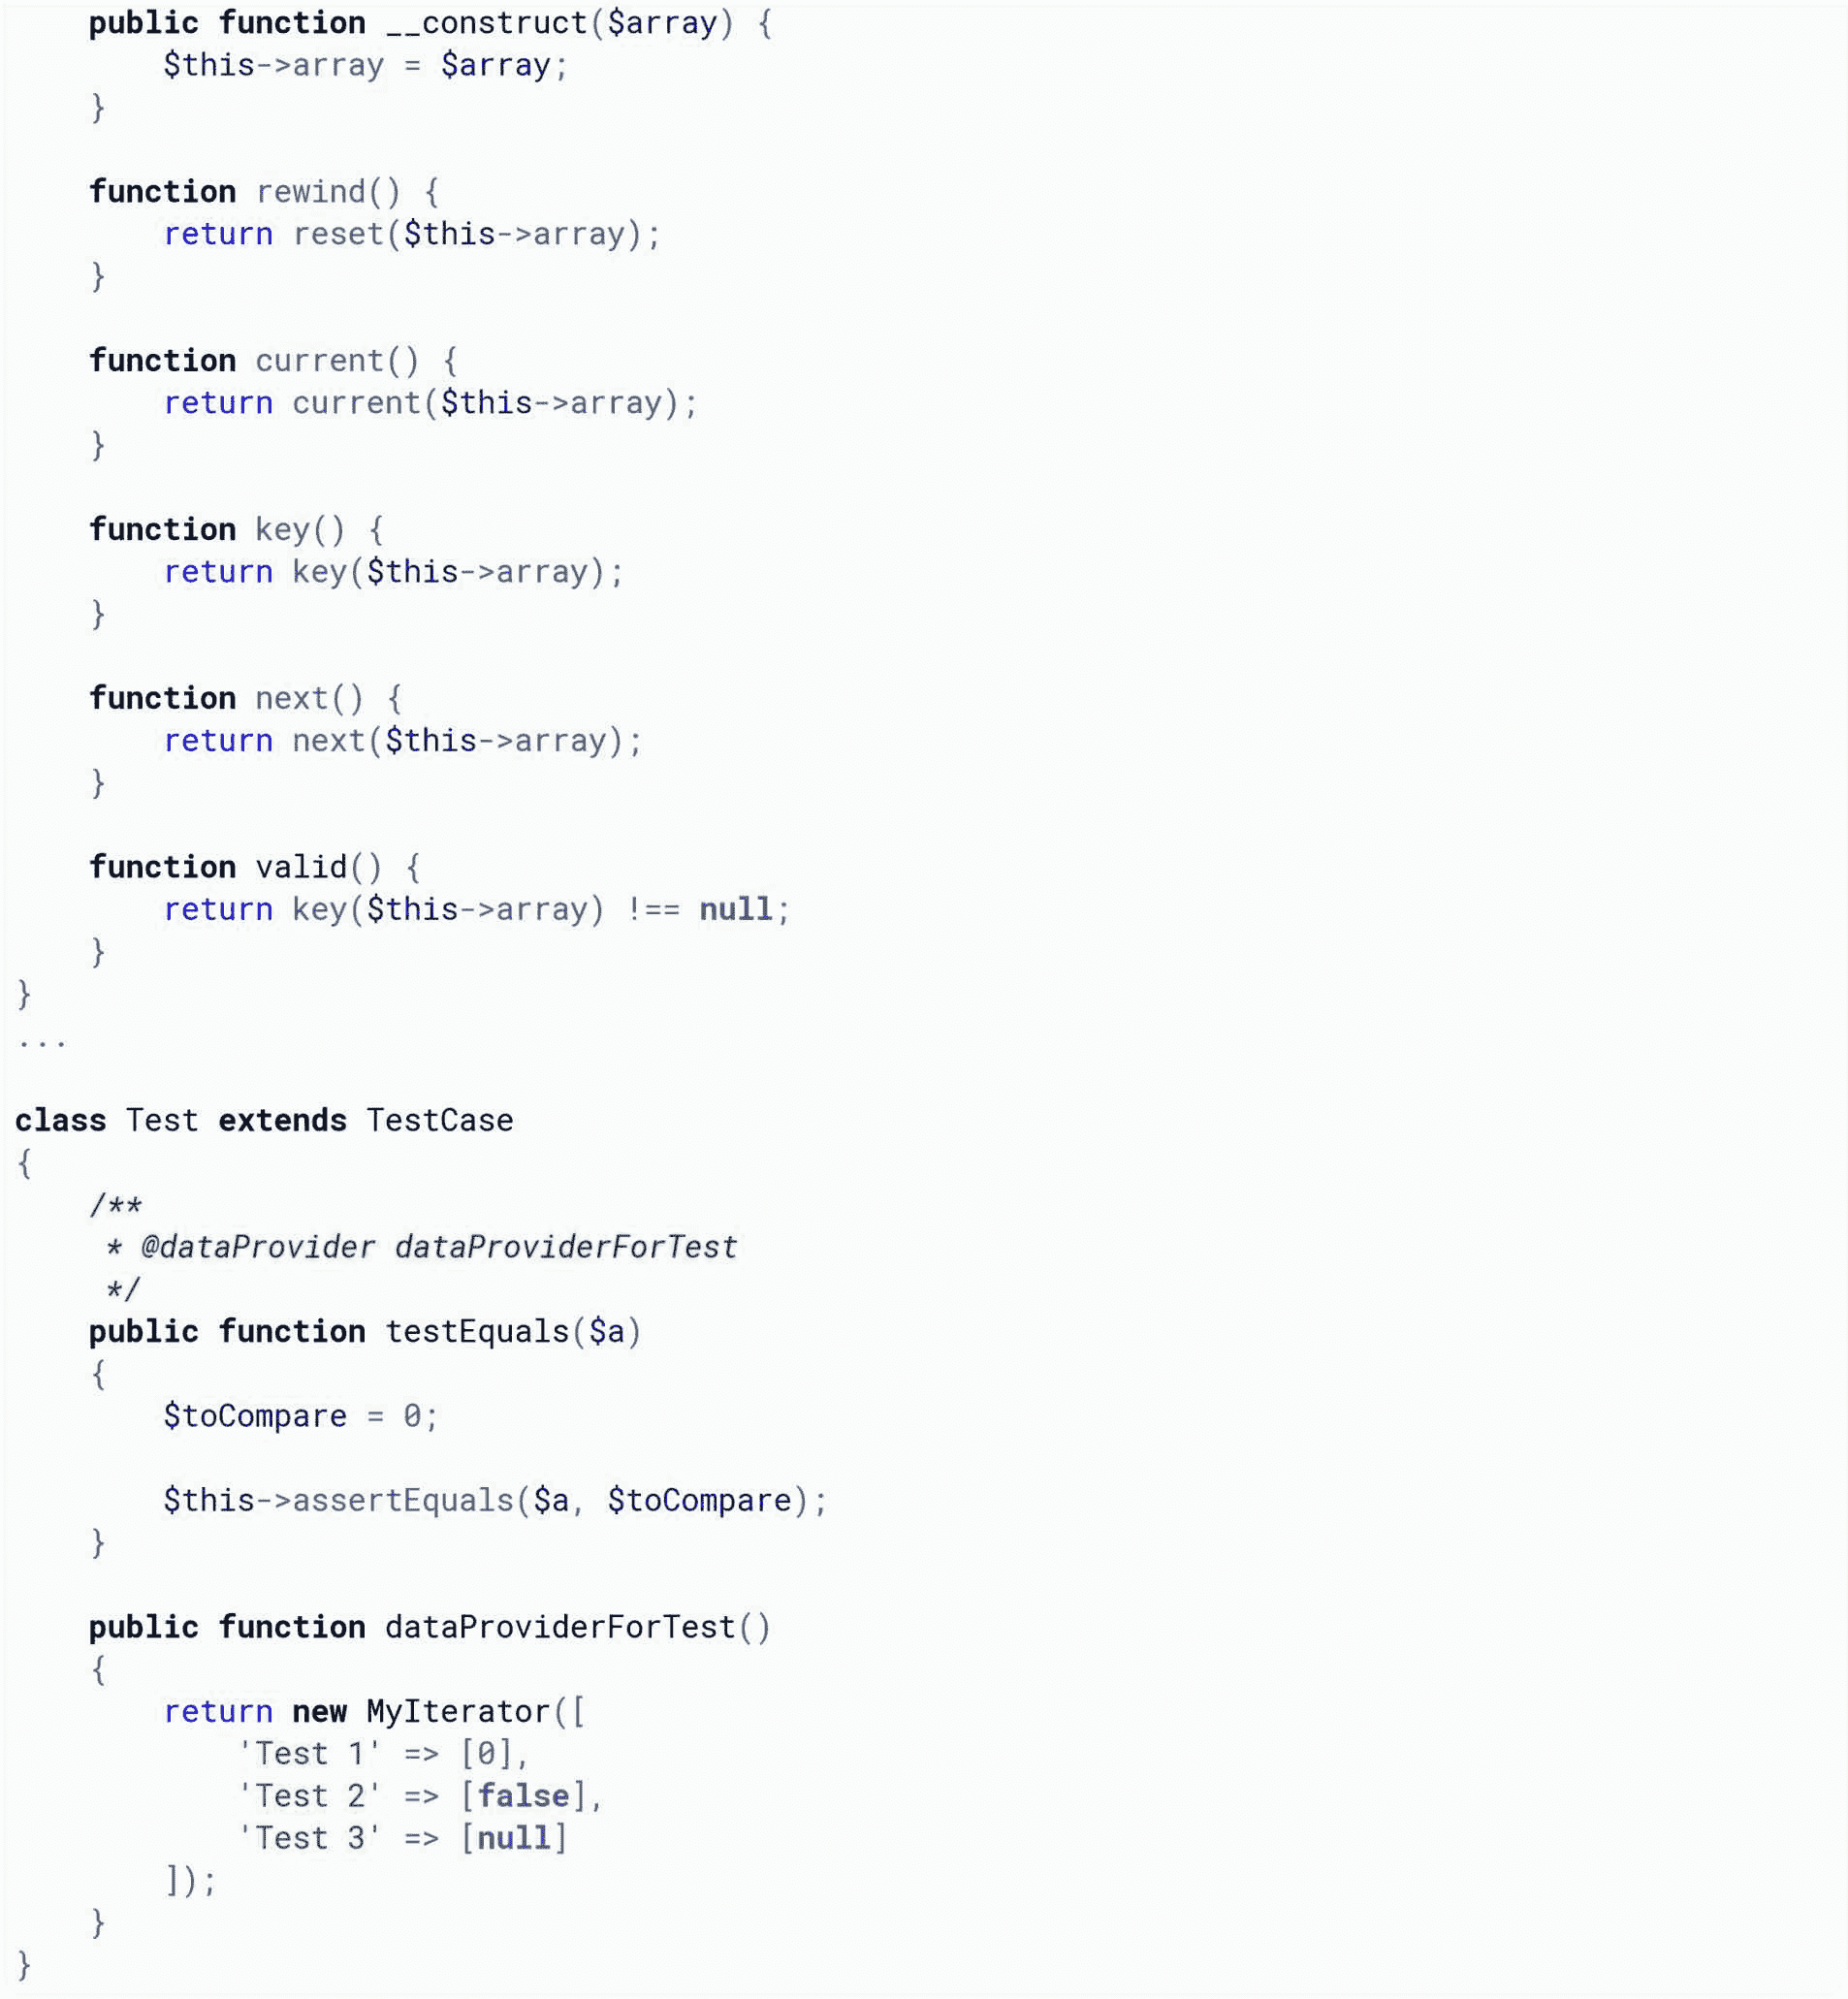 public function __construct($array) {
        $this->array = $array;
    }

    function rewind() {
        return reset($this->array);
    }

    function current() {
        return current($this->array);
    }

    function key() {
        return key($this->array);
    }

    function next() {
        return next($this->array);
    }

    function valid() {
        return key($this->array) !== null;
    }
}
...

class Test extends TestCase
{
    /**
     * @dataProvider dataProviderForTest
     */
    public function testEquals($a)
    {
        $toCompare = 0;

        $this->assertEquals($a, $toCompare);
    }

    public function dataProviderForTest()
    {
        return new MyIterator([
            'Test 1' => [0],
            'Test 2' => [false],
            'Test 3' => [null]
        ]);
    }
}